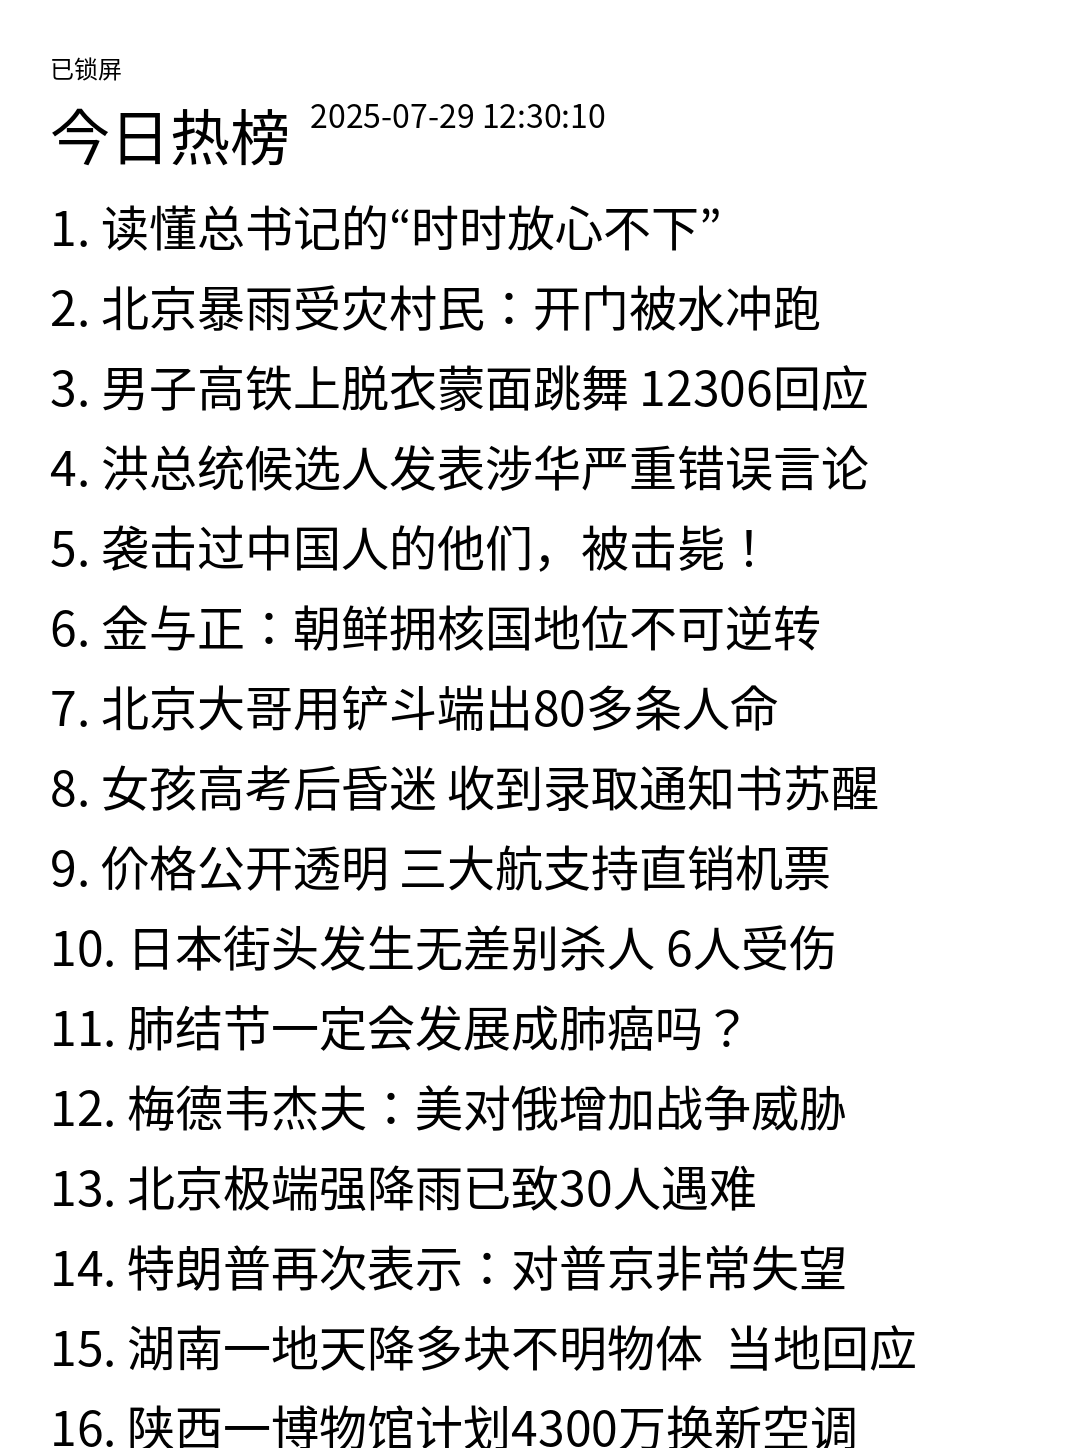 已锁屏
今日热榜 2025-07-29 12:30:10
1. 读懂总书记的“时时放心不下”
2. 北京暴雨受灾村民：开门被水冲跑
3. 男子高铁上脱衣蒙面跳舞 12306回应
4. 洪总统候选人发表涉华严重错误言论
5. 袭击过中国人的他们，被击毙！
6. 金与正：朝鲜拥核国地位不可逆转
7. 北京大哥用铲斗端出80多条人命
8. 女孩高考后昏迷 收到录取通知书苏醒
9. 价格公开透明 三大航支持直销机票
10. 日本街头发生无差别杀人 6人受伤
11. 肺结节一定会发展成肺癌吗？
12. 梅德韦杰夫：美对俄增加战争威胁
13. 北京极端强降雨已致30人遇难
14. 特朗普再次表示：对普京非常失望
15. 湖南一地天降多块不明物体 当地回应
16. 陕西一博物馆计划4300万换新空调